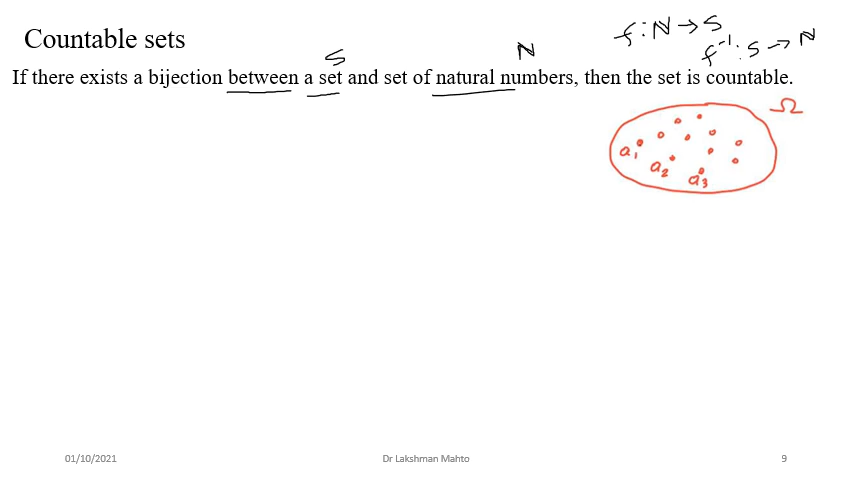 Countable sets
f: N → S
f⁻¹: S → N
S
N
If there exists a bijection between a set and set of natural numbers, then the set is countable.
Ω
a₁
a₂
a₃
01/10/2021
Dr Lakshman Mahto
9